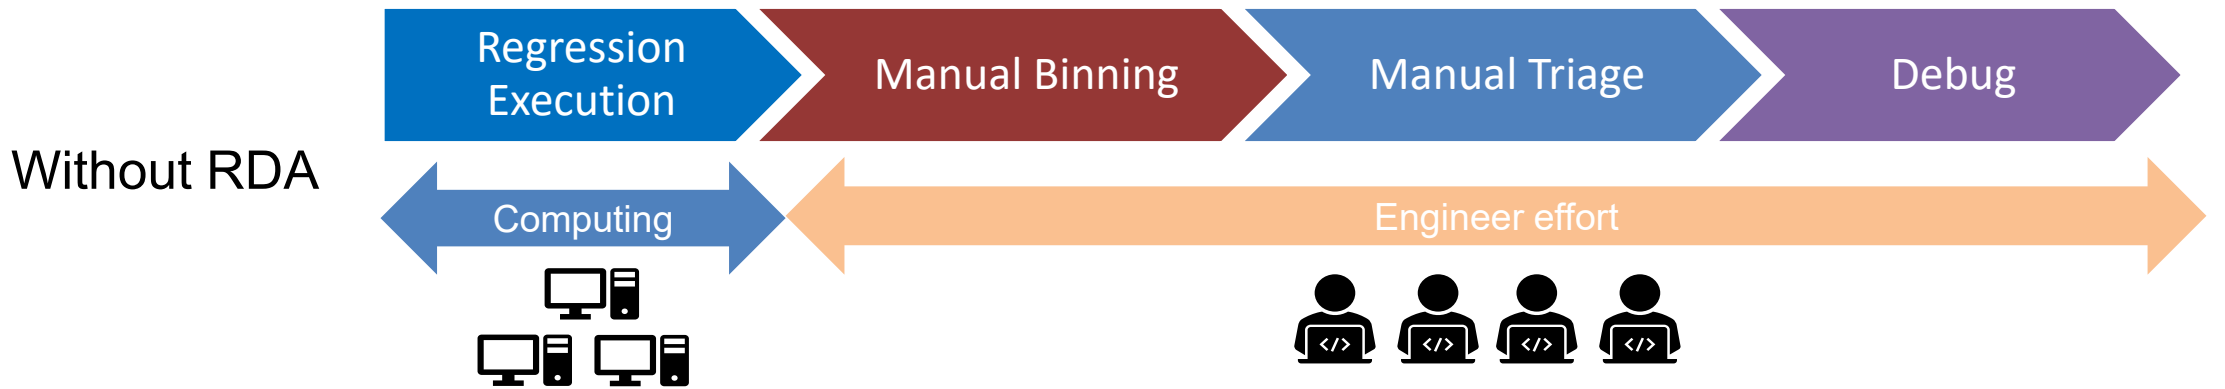 Regression
Execution
Manual Binning
Manual Triage
Debug
Without RDA
Computing
Engineer effort
</>
</>
</>
</>